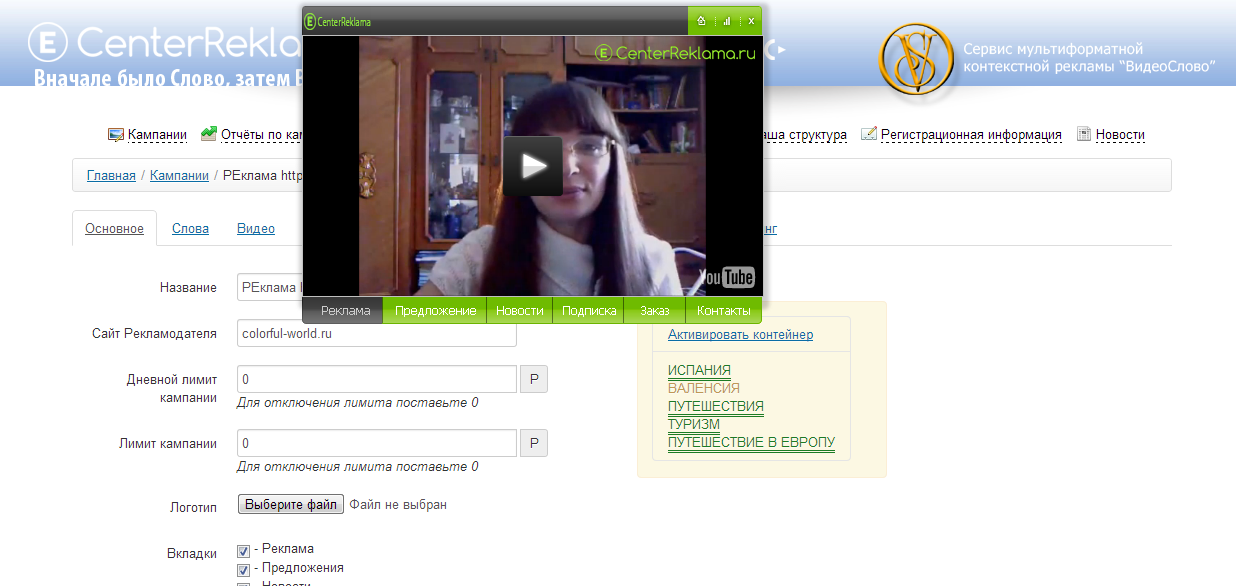 CenterReklama
CenterRekla
CenterReklama.ru
Вначале было Слово, затем В
Сервис мультиформатной
контекстной рекламы “ВидеоСлово”
Кампании
Отчёты по кам
аша структура
Регистрационная информация
Новости
Главная / Кампании / РЕклама http
Основное
Слова
Видео
нг
YouTube
Реклама
Предложение
Новости
Подписка
Заказ
Контакты
Название
РЕклама
Сайт Рекламодателя
colorful-world.ru
Дневной лимит
кампании
0
Р
Для отключения лимита поставьте 0
Лимит кампании
0
Р
Для отключения лимита поставьте 0
Логотип
Выберите файл
Файл не выбран
Вкладки
- Реклама
- Предложения
- Новости
Активировать контейнер
ИСПАНИЯ
ВАЛЕНСИЯ
ПУТЕШЕСТВИЯ
ТУРИЗМ
ПУТЕШЕСТВИЕ В ЕВРОПУ